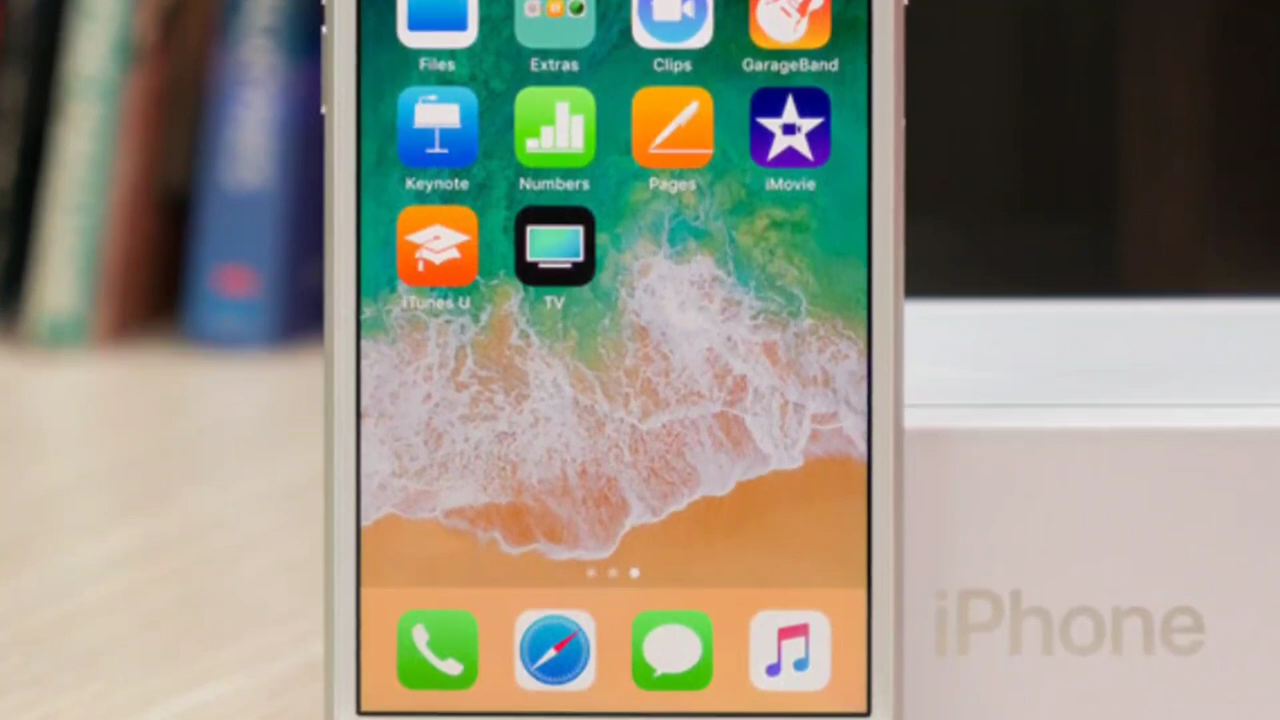 Files Extras Clips GarageBand
Keynote Numbers Pages iMovie
iTunes U TV
iPhone